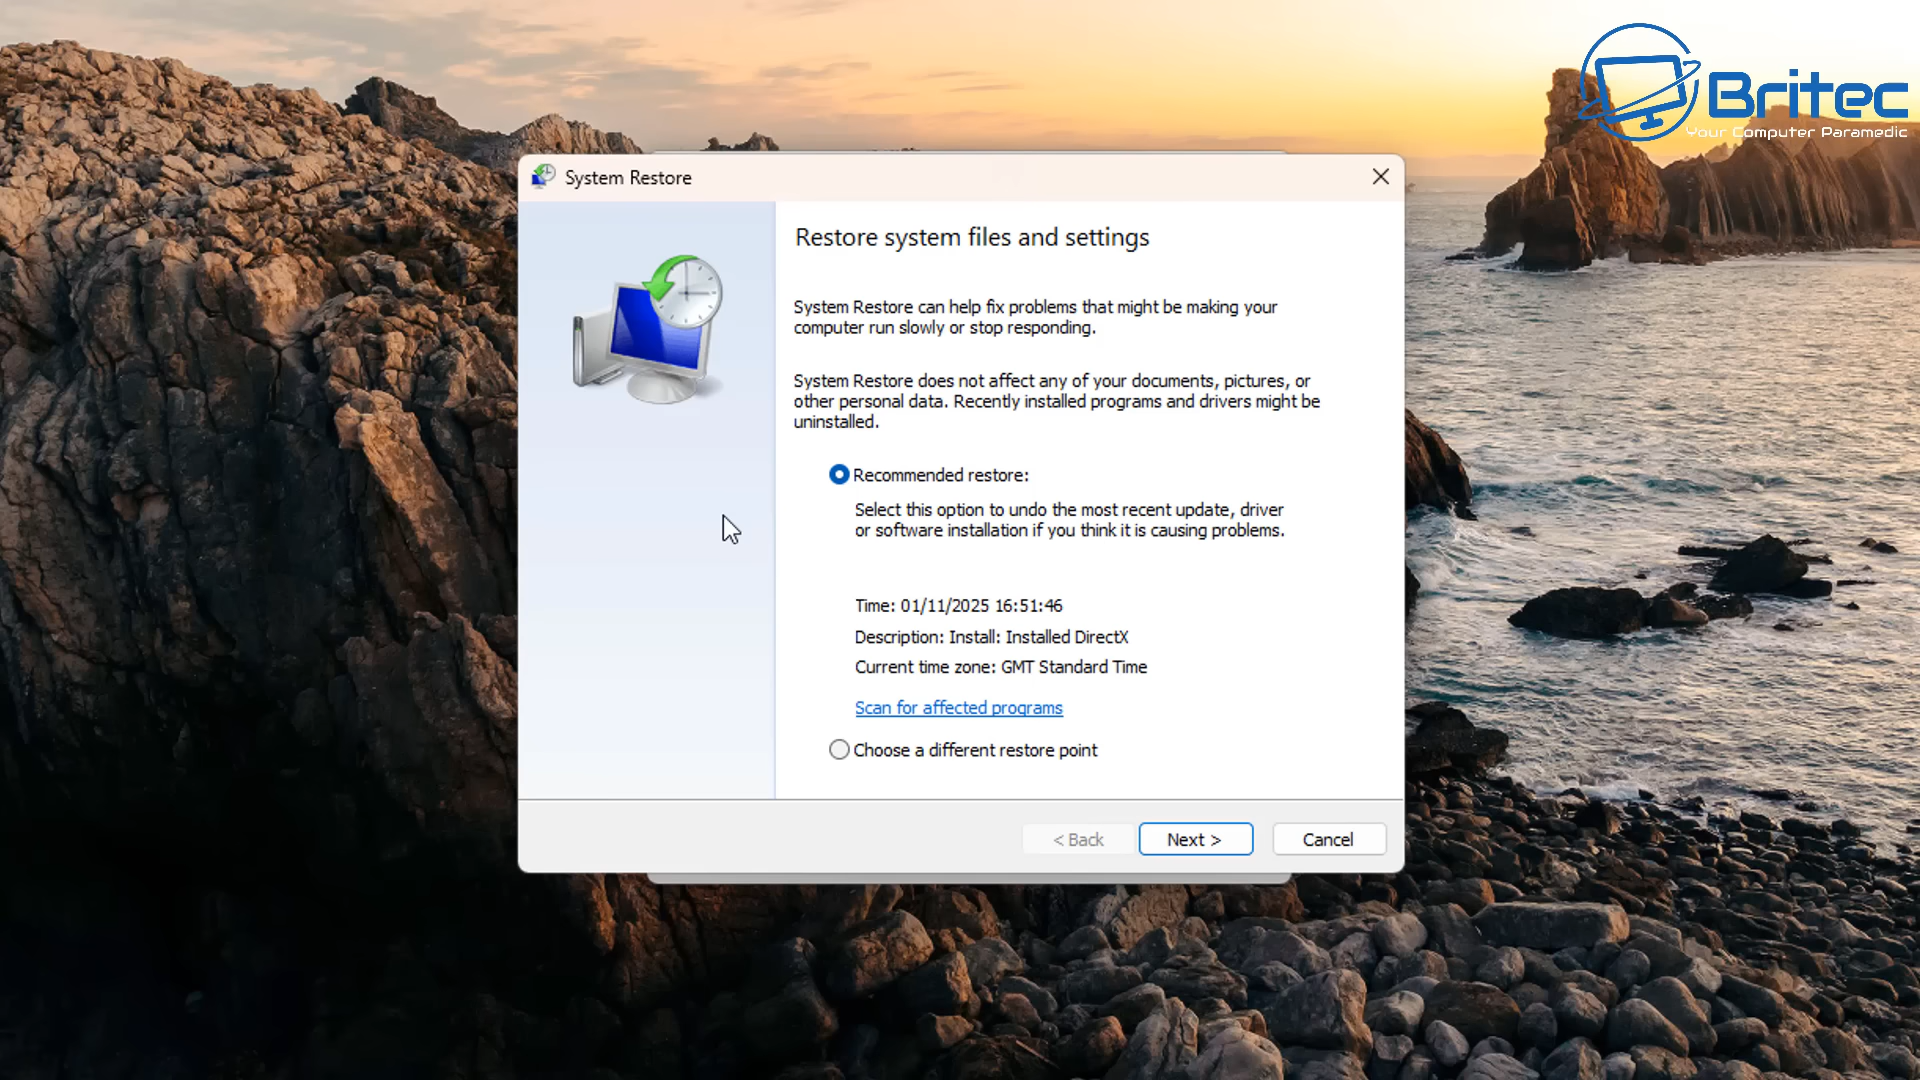 Britec
Your Computer Paramedic
System Restore
Restore system files and settings
System Restore can help fix problems that might be making your
computer run slowly or stop responding.
System Restore does not affect any of your documents, pictures, or
other personal data. Recently installed programs and drivers might be
uninstalled.
Recommended restore:
Select this option to undo the most recent update, driver
or software installation if you think it is causing problems.
Time: 01/11/2025 16:51:46
Description: Install: Installed DirectX
Current time zone: GMT Standard Time
Scan for affected programs
Choose a different restore point
< Back
Next >
Cancel